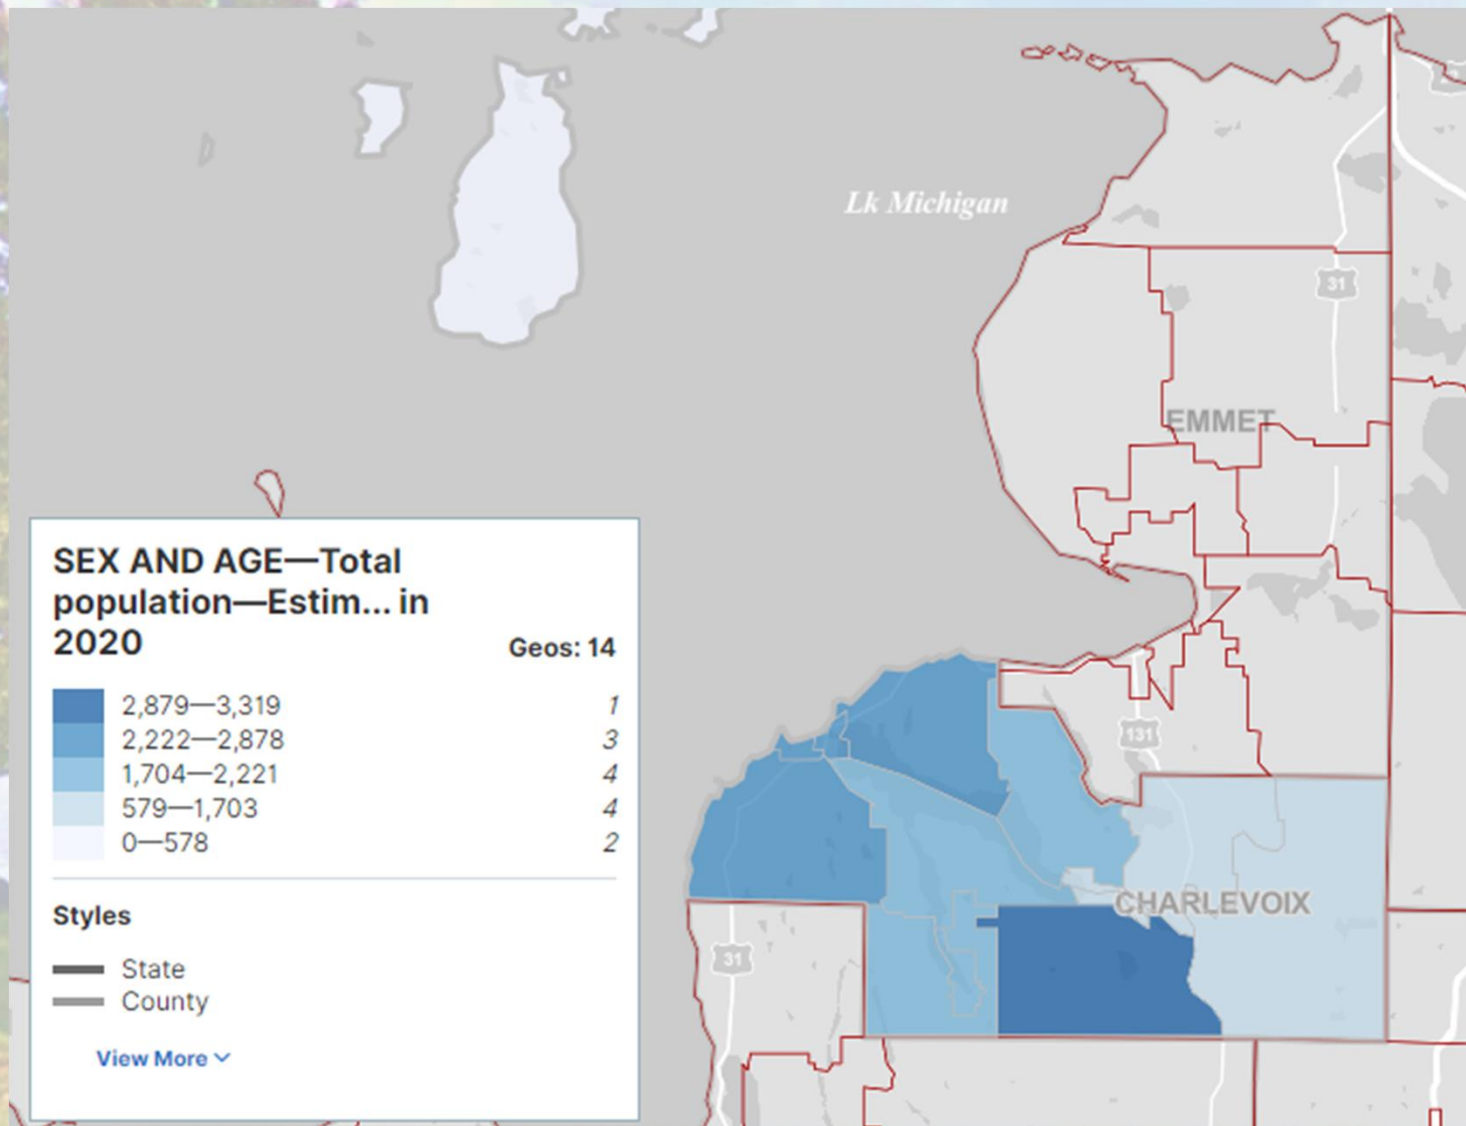 Lk Michigan
31
EMMET
SEX AND AGE—Total
population—Estim... in
2020
Geos: 14
2,879—3,319 1
2,222—2,878 3
1,704—2,221 4
579—1,703 4
0—578 2
131
Styles
CHARLEVOIX
31
State
County
View More